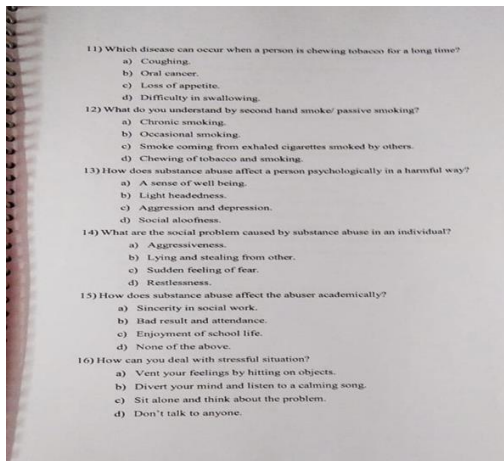 11) Which disease can occur when a person is chewing tobacco for a long time?
a) Coughing.
b) Oral cancer.
c) Loss of appetite.
d) Difficulty in swallowing.
12) What do you understand by second hand smoke/ passive smoking?
a) Chronic smoking.
b) Occasional smoking.
c) Smoke coming from exhaled cigarettes smoked by others.
d) Chewing of tobacco and smoking.
13) How does substance abuse affect a person psychologically in a harmful way?
a) A sense of well being.
b) Light headedness.
c) Aggression and depression.
d) Social aloofness.
14) What are the social problem caused by substance abuse in an individual?
a) Aggressiveness.
b) Lying and stealing from other.
c) Sudden feeling of fear.
d) Restlessness.
15) How does substance abuse affect the abuser academically?
a) Sincerity in social work.
b) Bad result and attendance.
c) Enjoyment of school life.
d) None of the above.
16) How can you deal with stressful situation?
a) Vent your feelings by hitting on objects.
b) Divert your mind and listen to a calming song.
c) Sit alone and think about the problem.
d) Don't talk to anyone.